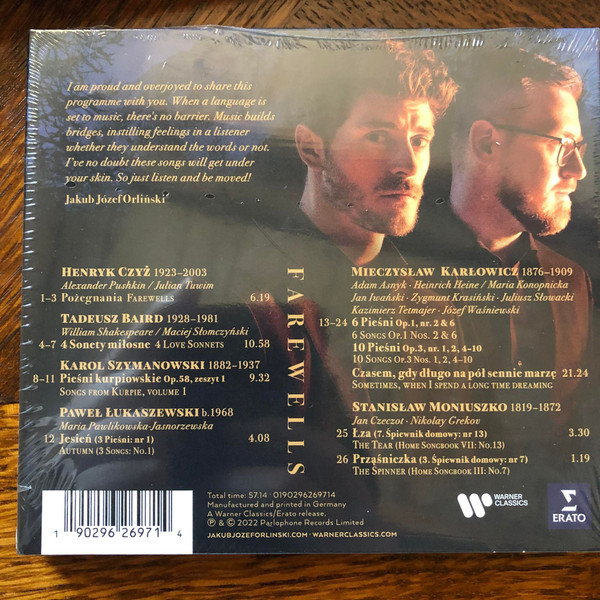 I am proud and overjoyed to share this
programme with you. When a language is
set to music, there's no barrier. Music builds
bridges, instilling feelings in a listener
whether they understand the words or not.
I've no doubt these songs will get under
your skin. So just listen and be moved!
Jakub Józef Orliński
HENRYK CZYŻ 1923–2003
Alexander Pushkin / Julian Tuwim
1–3 Pożegnania FAREWELLS 6.19
TADEUSZ BAIRD 1928–1981
William Shakespeare / Maciej Słomczyński
4–7 4 Sonety miłosne 4 LOVE SONNETS 10.58
KAROL SZYMANOWSKI 1882–1937
8–11 Pieśni kurpiowskie Op.58, zeszyt 1 9.32
SONGS FROM KURPIE, VOLUME 1
PAWEŁ ŁUKASZEWSKI b.1968
Maria Pawlikowska-Jasnorzewska
12 Jesień (3 Pieśni: nr 1) 4.08
AUTUMN (3 SONGS: NO.1)
FAREWELLS
MIECZYSŁAW KARŁOWICZ 1876–1909
Adam Asnyk · Heinrich Heine / Maria Konopnicka
Jan Iwański · Zygmunt Krasiński · Juliusz Słowacki
Kazimierz Tetmajer · Józef Waśniewski
13–24 6 Pieśni Op.1, nr. 2 & 6
6 SONGS OP.1 NOS. 2 & 6
10 Pieśni Op.3, nr. 1, 2, 4–10
10 SONGS OP.3 NOS. 1, 2, 4–10
Czasem, gdy długo na pół sennie marzę 21.24
SOMETIMES, WHEN I SPEND A LONG TIME DREAMING
STANISŁAW MONIUSZKO 1819–1872
Jan Czeczot · Nikolay Grekov
25 Łza (7. Śpiewnik domowy: nr 13) 3.30
THE TEAR (HOME SONGBOOK VII: NO.13)
26 Prząśniczka (3. Śpiewnik domowy: nr 7) 1.19
THE SPINNER (HOME SONGBOOK III: NO.7)
1 90296 26971 4
Total time: 57.14 · 0190296269714
Manufactured and printed in Germany
A Warner Classics/Erato release,
℗ & © 2022 Parlophone Records Limited
JAKUBJOZEFORLINSKI.COM · WARNERCLASSICS.COM
WARNER
CLASSICS
ERATO